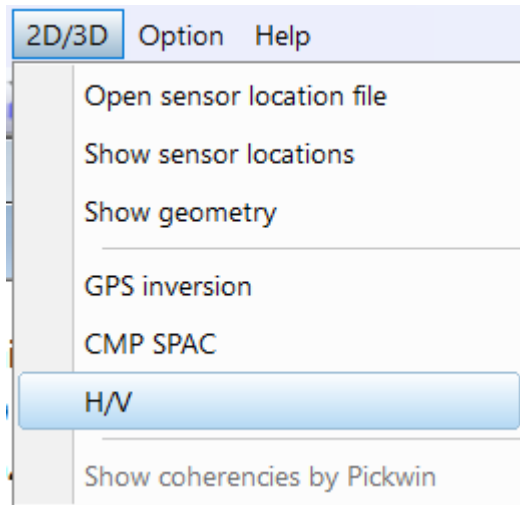 2D/3D Option Help
Open sensor location file
Show sensor locations
Show geometry
GPS inversion
CMP SPAC
H/V
Show coherencies by Pickwin